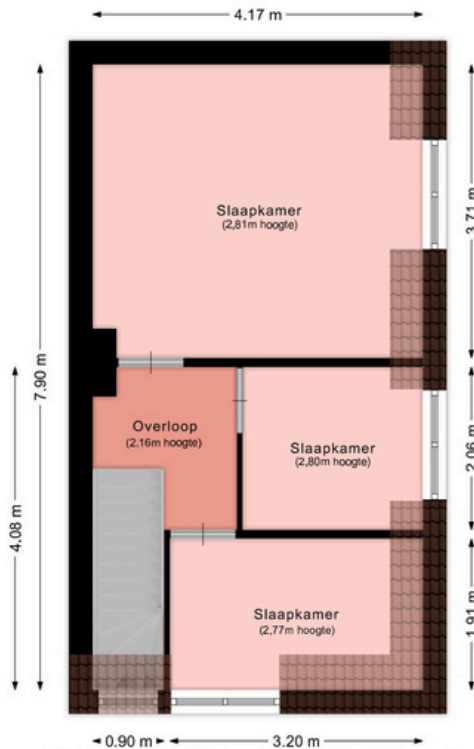 4.17 m
Slaapkamer
(2,81m hoogte)
3.71 m
7.90 m
Overloop
(2,16m hoogte)
Slaapkamer
(2,80m hoogte)
2.06 m
4.08 m
Slaapkamer
(2,77m hoogte)
1.91 m
0.90 m
3.20 m